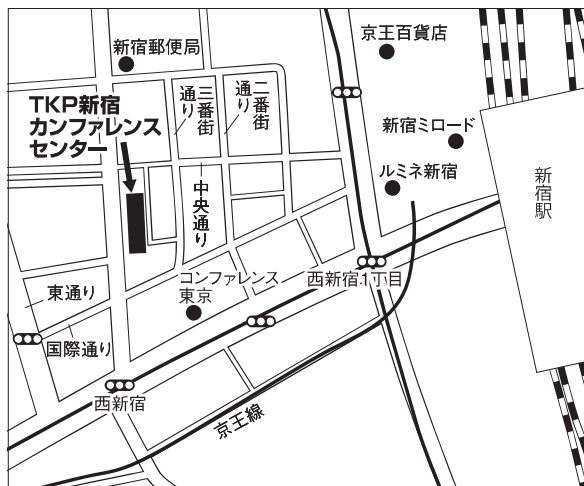 新宿郵便局
京王百貨店
三番街
通り
二番街
通り
TKP新宿
カンファレンス
センター
新宿ミロード
ルミネ新宿
新宿駅
中央通り
コンファレンス
東京
西新宿1丁目
東通り
国際通り
西新宿
京王線